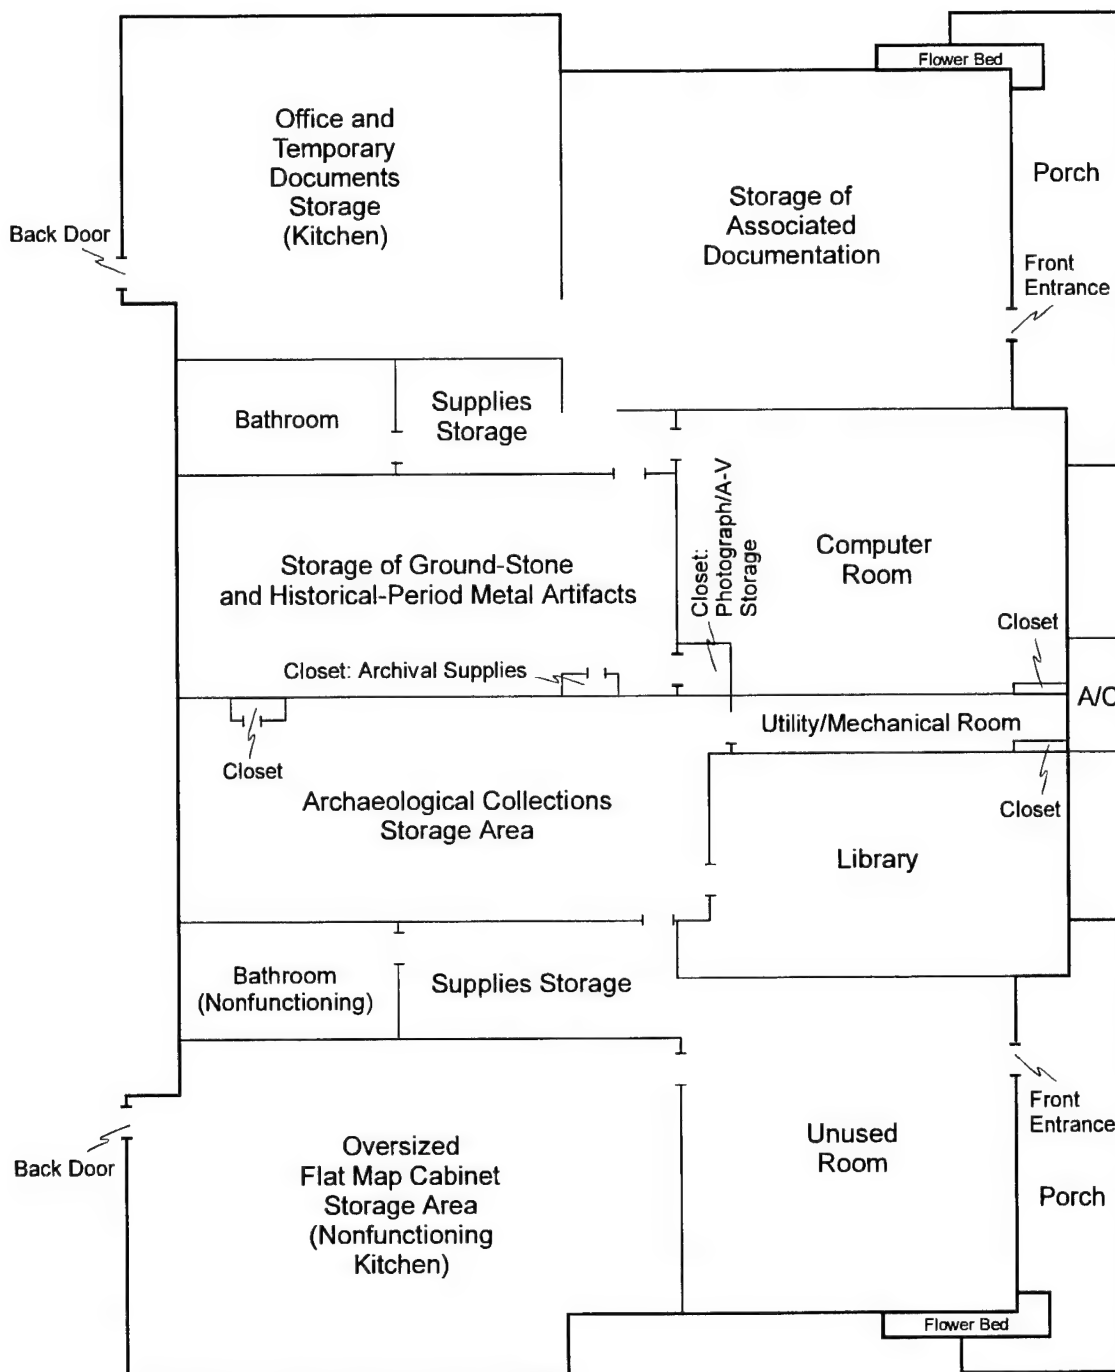 Flower Bed
Office and
Temporary
Documents
Storage
(Kitchen)
Storage of
Associated
Documentation
Porch
Back Door
Front
Entrance
Bathroom
Supplies
Storage
Closet:
Photograph/A-V
Storage
Computer
Room
Storage of Ground-Stone
and Historical-Period Metal Artifacts
Closet
Closet: Archival Supplies
A/C
Utility/Mechanical Room
Closet
Archaeological Collections
Storage Area
Closet
Library
Bathroom
(Nonfunctioning)
Supplies Storage
Front
Entrance
Back Door
Oversized
Flat Map Cabinet
Storage Area
(Nonfunctioning
Kitchen)
Unused
Room
Porch
Flower Bed